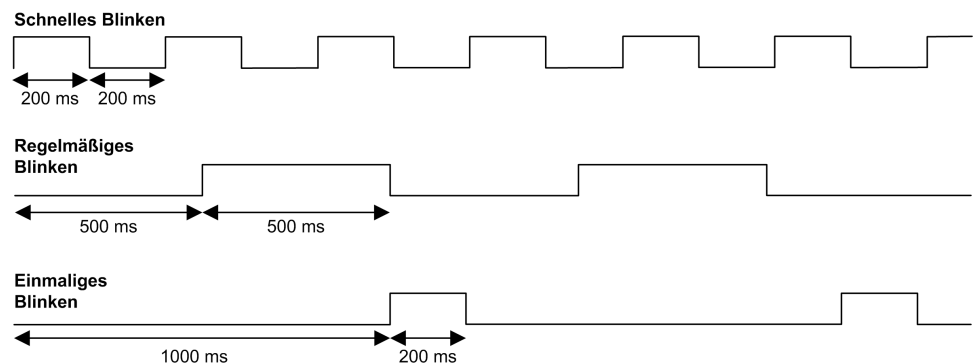 Schnelles Blinken
200 ms 200 ms
Regelmäßiges
Blinken
500 ms 500 ms
Einmaliges
Blinken
1000 ms 200 ms